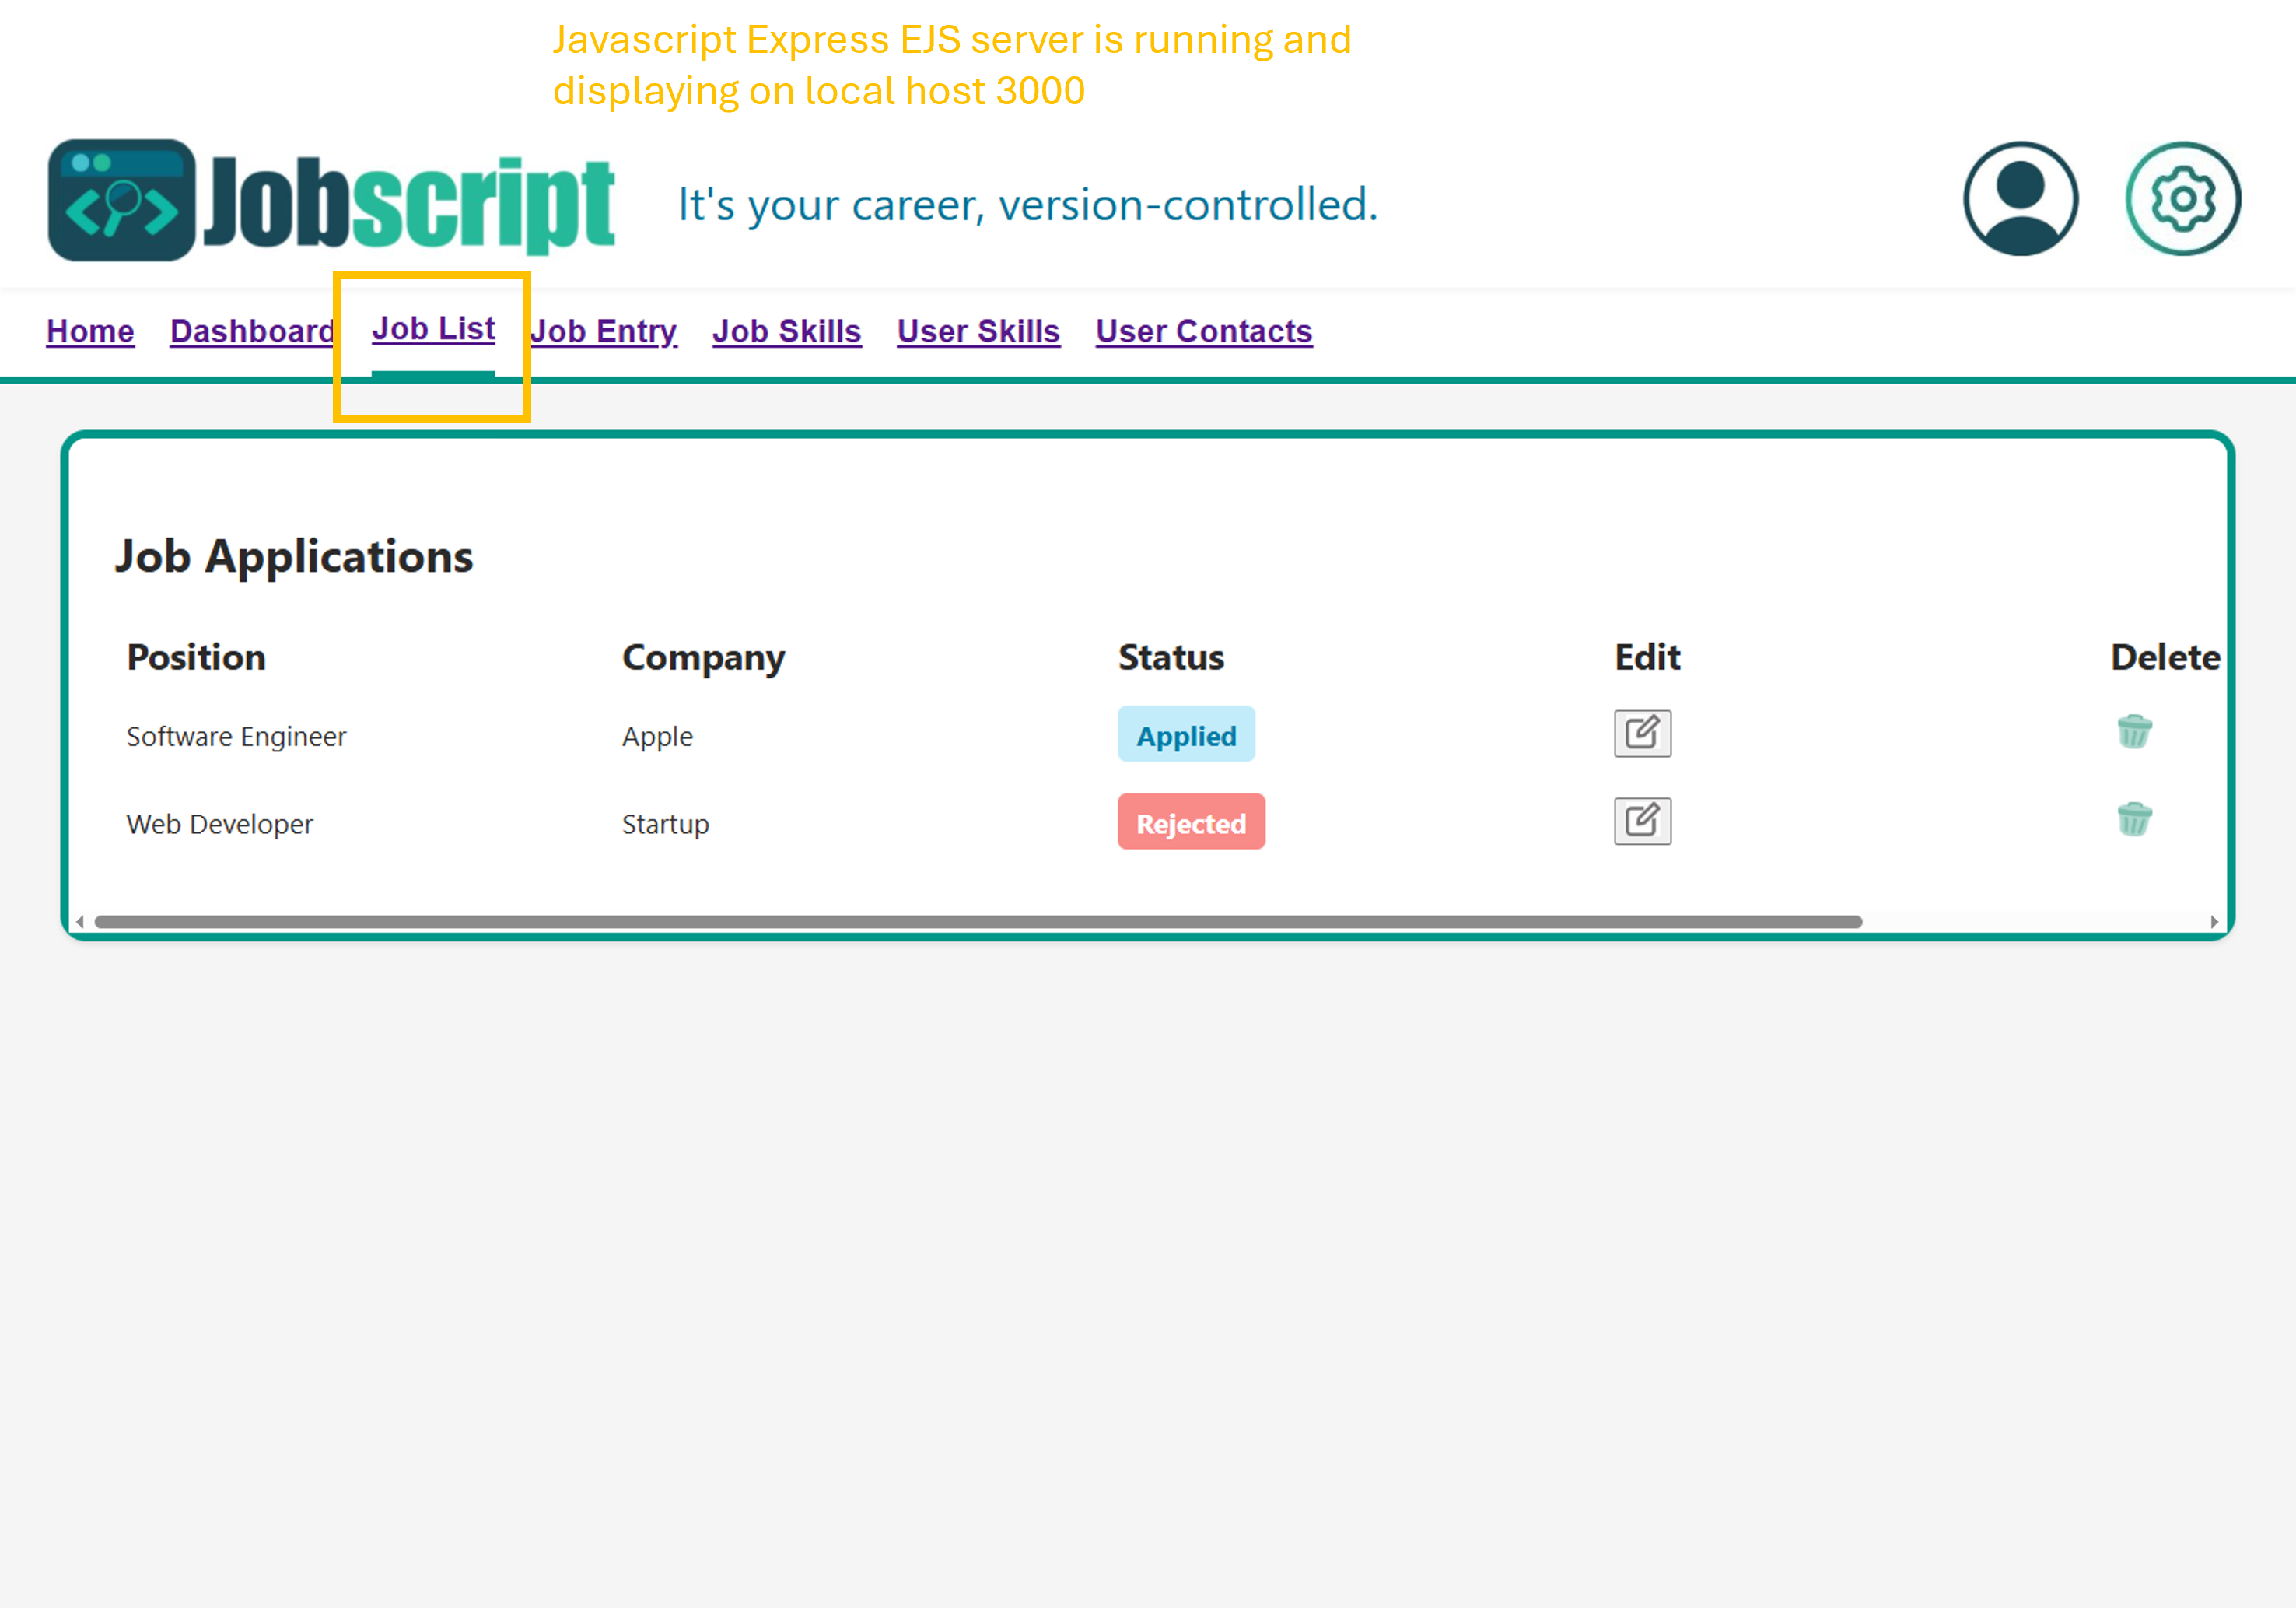 Javascript Express EJS server is running and
displaying on local host 3000
Jobscript
It's your career, version-controlled.
Home Dashboard Job List Job Entry Job Skills User Skills User Contacts
Job Applications
Position Company Status Edit Delete
Software Engineer Apple Applied
Web Developer Startup Rejected